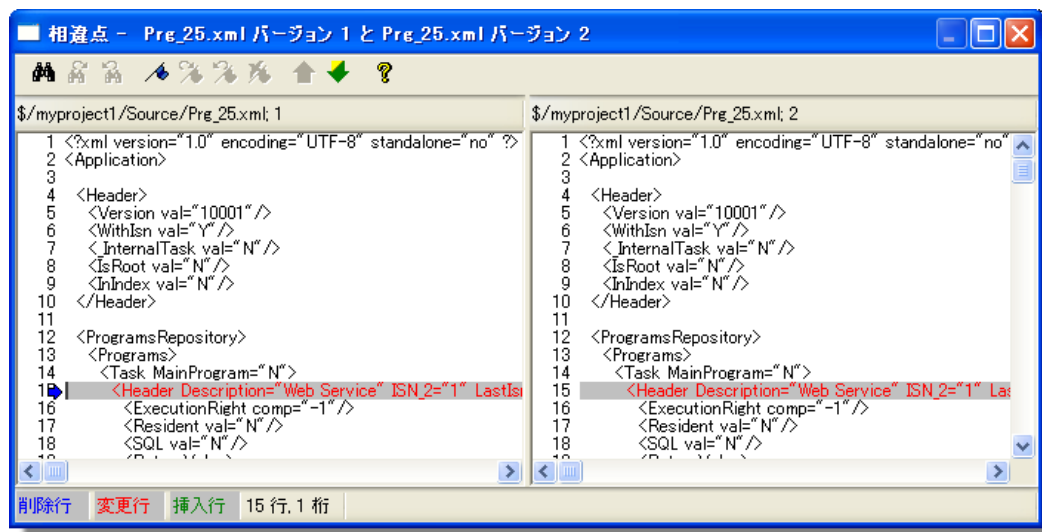 相違点 - Prg_25.xml バージョン 1 と Prg_25.xml バージョン 2
$/myproject1/Source/Prg_25.xml; 1
1 <?xml version="1.0" encoding="UTF-8" standalone="no" ?>
2 <Application>
3
4 <Header>
5 <Version val="10001"/>
6 <WithIsn val="Y"/>
7 <_InternalTask val="N"/>
8 <IsRoot val="N"/>
9 <InIndex val="N"/>
10 </Header>
11
12 <ProgramsRepository>
13 <Programs>
14 <Task MainProgram="N">
15 <Header Description="Web Service" ISN_2="1" LastIsn
16 <ExecutionRight comp="-1"/>
17 <Resident val="N"/>
18 <SQL val="N"/>
$/myproject1/Source/Prg_25.xml; 2
1 <?xml version="1.0" encoding="UTF-8" standalone="no"
2 <Application>
3
4 <Header>
5 <Version val="10001"/>
6 <WithIsn val="Y"/>
7 <_InternalTask val="N"/>
8 <IsRoot val="N"/>
9 <InIndex val="N"/>
10 </Header>
11
12 <ProgramsRepository>
13 <Programs>
14 <Task MainProgram="N">
15 <Header Description="Web Service" ISN_2="1" Las
16 <ExecutionRight comp="-1"/>
17 <Resident val="N"/>
18 <SQL val="N"/>
削除行 変更行 挿入行 15 行, 1 桁